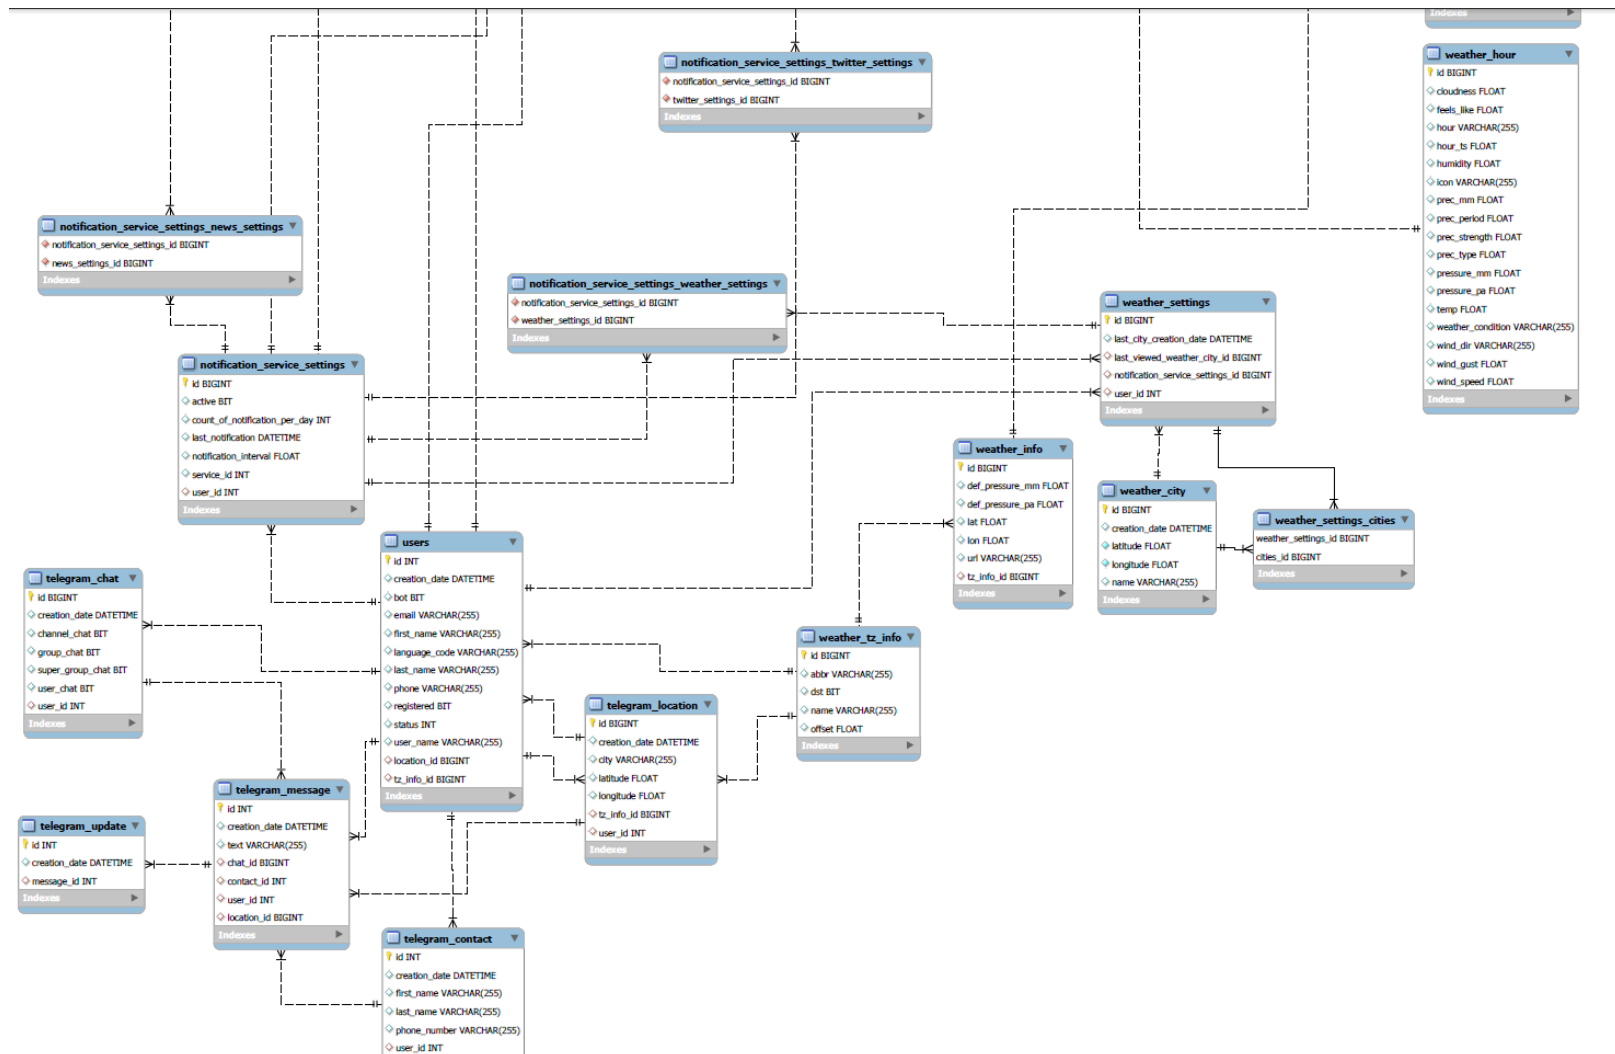 Indexes
weather_hour
id BIGINT
cloudness FLOAT
feels_like FLOAT
hour VARCHAR(255)
hour_ts FLOAT
humidity FLOAT
icon VARCHAR(255)
prec_mm FLOAT
prec_period FLOAT
prec_strength FLOAT
prec_type FLOAT
pressure_mm FLOAT
pressure_pa FLOAT
temp FLOAT
weather_condition VARCHAR(255)
wind_dir VARCHAR(255)
wind_gust FLOAT
wind_speed FLOAT
Indexes
notification_service_settings_twitter_settings
notification_service_settings_id BIGINT
twitter_settings_id BIGINT
Indexes
notification_service_settings_news_settings
notification_service_settings_id BIGINT
news_settings_id BIGINT
Indexes
notification_service_settings_weather_settings
notification_service_settings_id BIGINT
weather_settings_id BIGINT
Indexes
weather_settings
id BIGINT
last_city_creation_date DATETIME
last_viewed_weather_city_id BIGINT
notification_service_settings_id BIGINT
user_id INT
Indexes
notification_service_settings
id BIGINT
active BIT
count_of_notification_per_day INT
last_notification DATETIME
notification_interval FLOAT
service_id INT
user_id INT
Indexes
weather_info
id BIGINT
def_pressure_mm FLOAT
def_pressure_pa FLOAT
lat FLOAT
lon FLOAT
url VARCHAR(255)
tz_info_id BIGINT
Indexes
weather_city
id BIGINT
creation_date DATETIME
latitude FLOAT
longitude FLOAT
name VARCHAR(255)
Indexes
weather_settings_cities
weather_settings_id BIGINT
cities_id BIGINT
Indexes
users
id INT
creation_date DATETIME
bot BIT
email VARCHAR(255)
first_name VARCHAR(255)
language_code VARCHAR(255)
last_name VARCHAR(255)
phone VARCHAR(255)
registered BIT
status INT
user_name VARCHAR(255)
location_id BIGINT
tz_info_id BIGINT
Indexes
telegram_chat
id BIGINT
creation_date DATETIME
channel_chat BIT
group_chat BIT
super_group_chat BIT
user_chat BIT
user_id INT
Indexes
weather_tz_info
id BIGINT
abbr VARCHAR(255)
dst BIT
name VARCHAR(255)
offset FLOAT
Indexes
telegram_location
id BIGINT
creation_date DATETIME
city VARCHAR(255)
latitude FLOAT
longitude FLOAT
tz_info_id BIGINT
user_id INT
Indexes
telegram_message
id INT
creation_date DATETIME
text VARCHAR(255)
chat_id BIGINT
contact_id INT
user_id INT
location_id BIGINT
Indexes
telegram_update
id INT
creation_date DATETIME
message_id INT
Indexes
telegram_contact
id INT
creation_date DATETIME
first_name VARCHAR(255)
last_name VARCHAR(255)
phone_number VARCHAR(255)
user_id INT